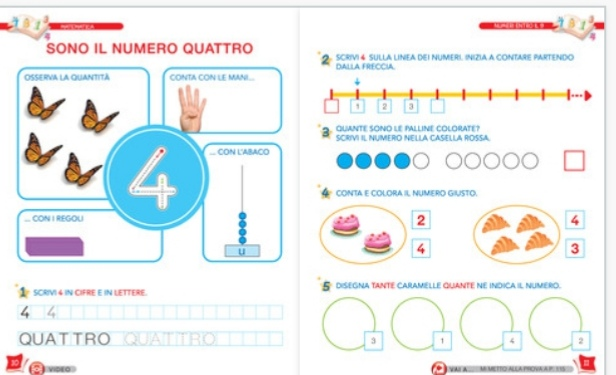 MATEMATICA
SONO IL NUMERO QUATTRO
OSSERVA LA QUANTITÀ
CONTA CON LE MANI...
4
... CON L'ABACO
U
... CON I REGOLI
1 SCRIVI 4 IN CIFRE E IN LETTERE.
4 4
QUATTRO QUATTRO
10
VIDEO
NUMERI ENTRO IL 9
2 SCRIVI 4 SULLA LINEA DEI NUMERI. INIZIA A CONTARE PARTENDO
DALLA FRECCIA.
1 2 3
3 QUANTE SONO LE PALLINE COLORATE?
SCRIVI IL NUMERO NELLA CASELLA ROSSA.
4 CONTA E COLORA IL NUMERO GIUSTO.
2 4
4 3
5 DISEGNA TANTE CARAMELLE QUANTE NE INDICA IL NUMERO.
3 1 4 2
VAI A... MI METTO ALLA PROVA A P. 115
11